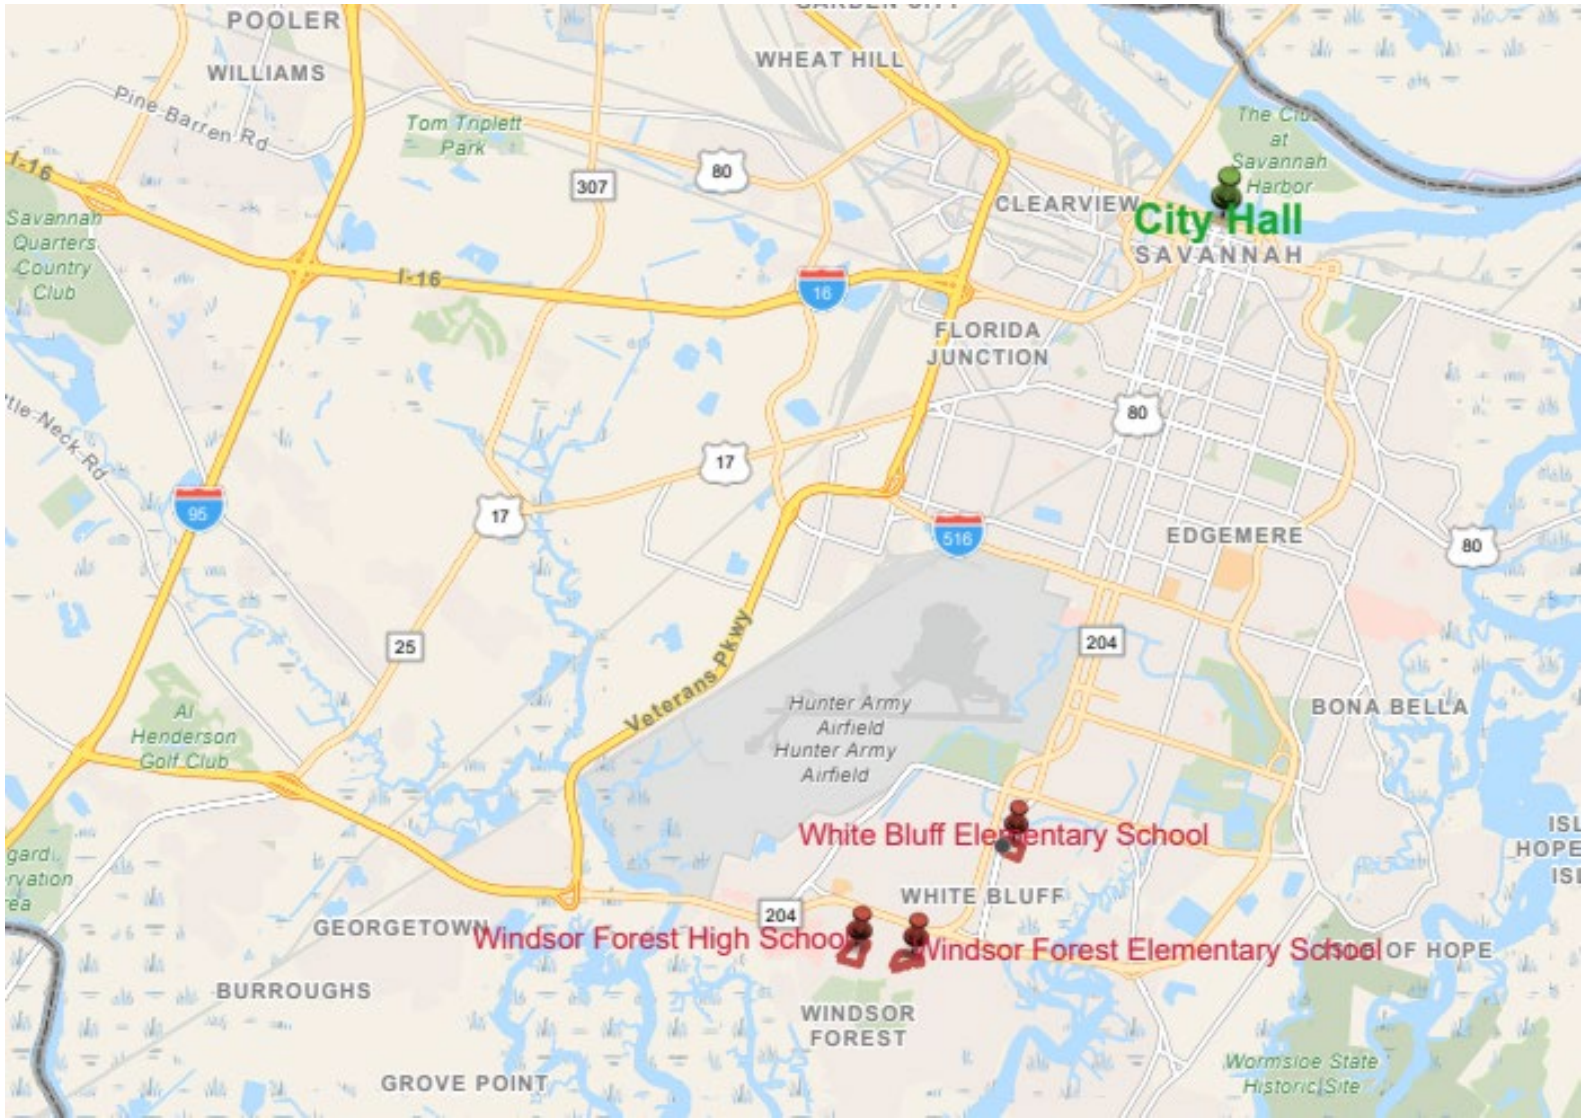 POOLER
WILLIAMS
WHEAT HILL
Pine Barren Rd
Tom Triplett
Park
I-16
80
307
The Club
at
Savannah
Harbor
CLEARVIEW
City Hall
SAVANNAH
Savannah
Quarters
Country
Club
I-16
16
FLORIDA
JUNCTION
80
17
95
17
516
EDGEMERE
80
25
204
Veterans Pkwy
Hunter Army
Airfield
Hunter Army
Airfield
BONA BELLA
Al
Henderson
Golf Club
White Bluff Elementary School
WHITE BLUFF
204
GEORGETOWN
Windsor Forest High School
Windsor Forest Elementary School
OF HOPE
BURROUGHS
WINDSOR
FOREST
GROVE POINT
Wormsloe State
Historic Site